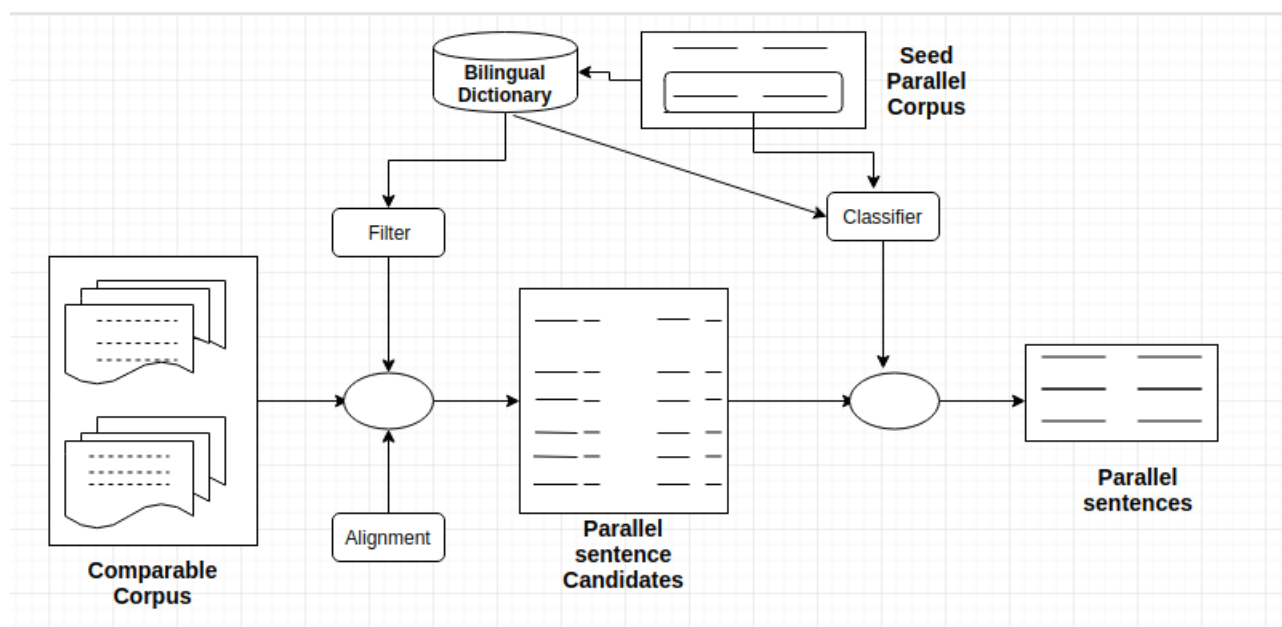 Bilingual
Dictionary
Seed
Parallel
Corpus
Filter
Classifier
Alignment
Comparable
Corpus
Parallel
sentence
Candidates
Parallel
sentences